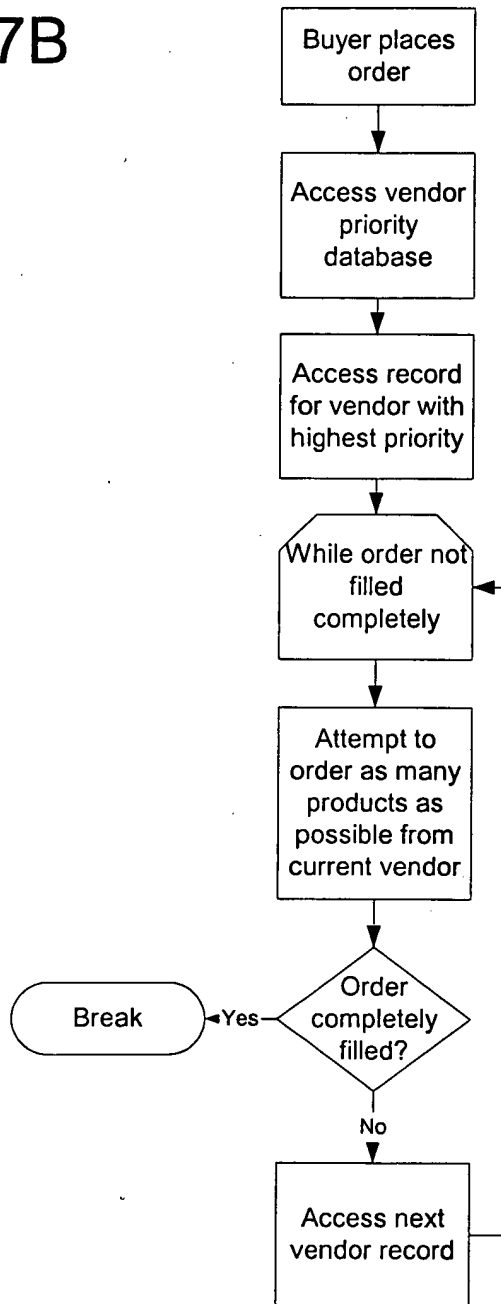 7B
Buyer places
order
Access vendor
priority
database
Access record
for vendor with
highest priority
While order not
filled
completely
Attempt to
order as many
products as
possible from
current vendor
Order
completely
filled?
Yes
Break
No
Access next
vendor record